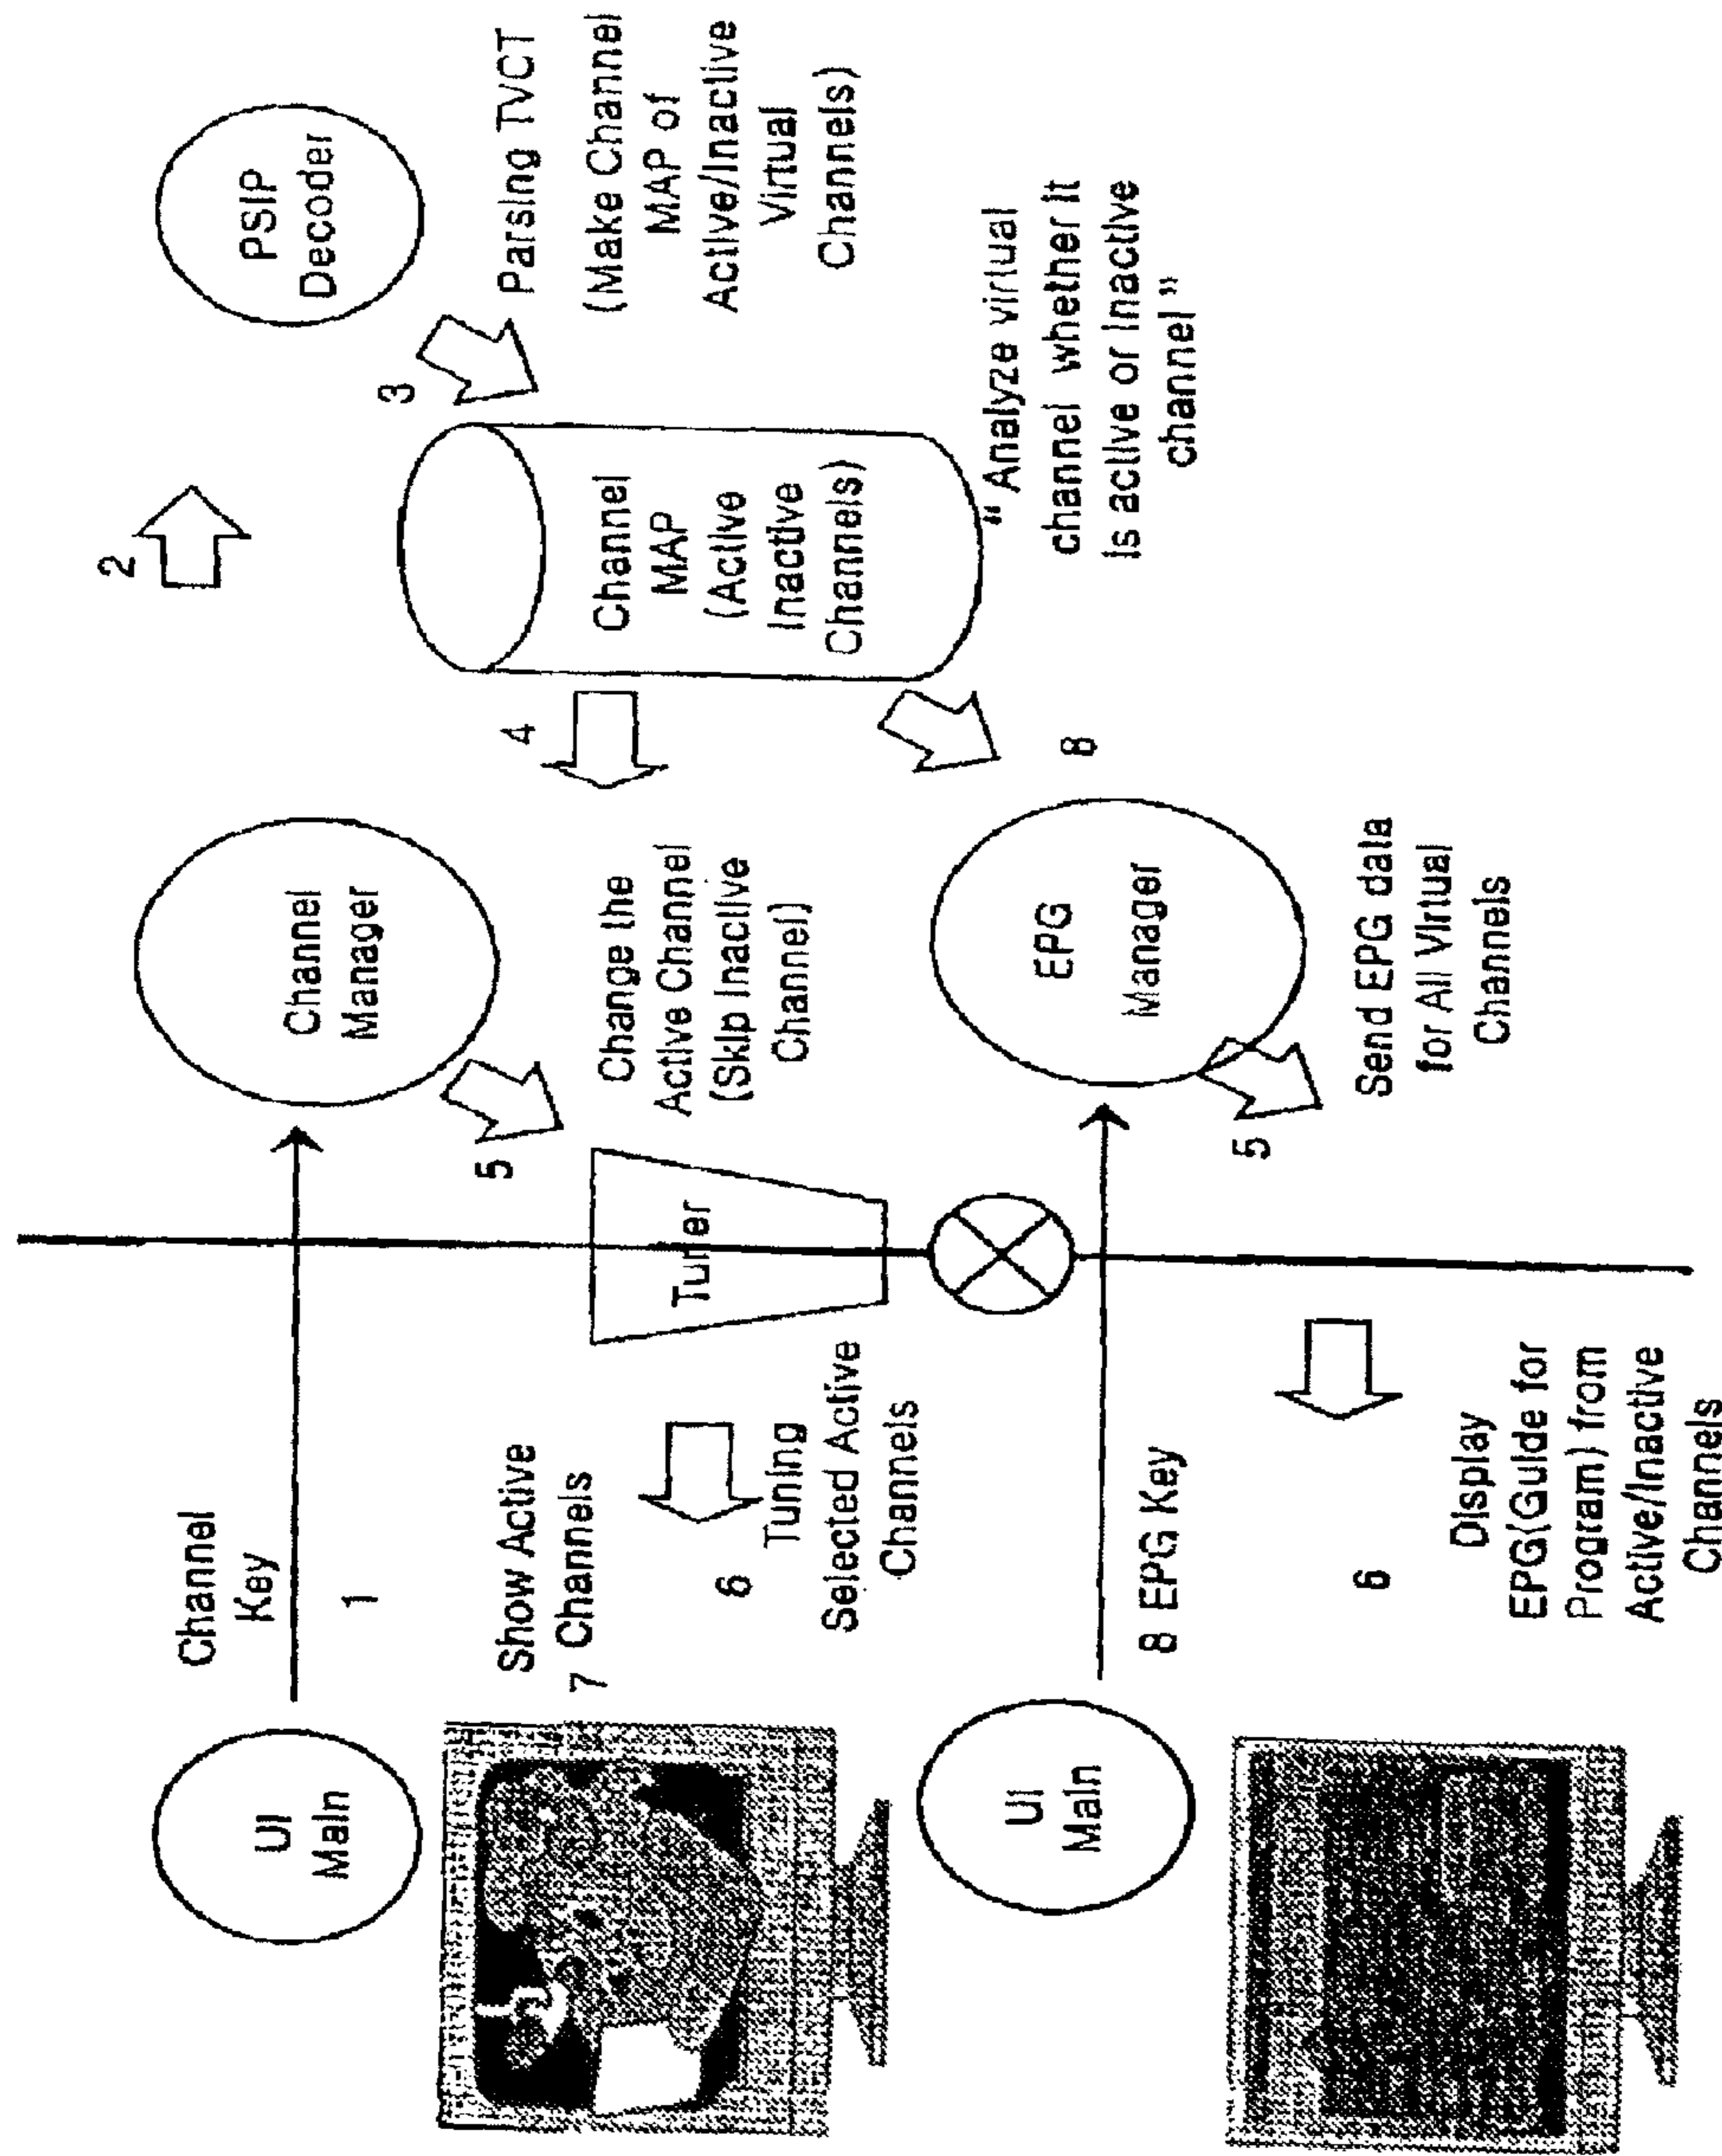 UI
Main
Channel
Key
1
Channel
Manager
2
PSIP
Decoder
3
Parsing TVCT
(Make Channel
MAP of
Active/Inactive
Virtual
Channels)
Channel
MAP
(Active
Inactive
Channels)
4
"Analyze virtual
channel whether it
is active or inactive
channel"
Change the
Active Channel
(Skip Inactive
Channel)
5
Tuner
6
Tuning
Selected Active
Channels
Show Active
7 Channels
UI
Main
8 EPG Key
EPG
Manager
8
5
Send EPG data
for All Virtual
Channels
6
Display
EPG(Guide for
Program) from
Active/Inactive
Channels